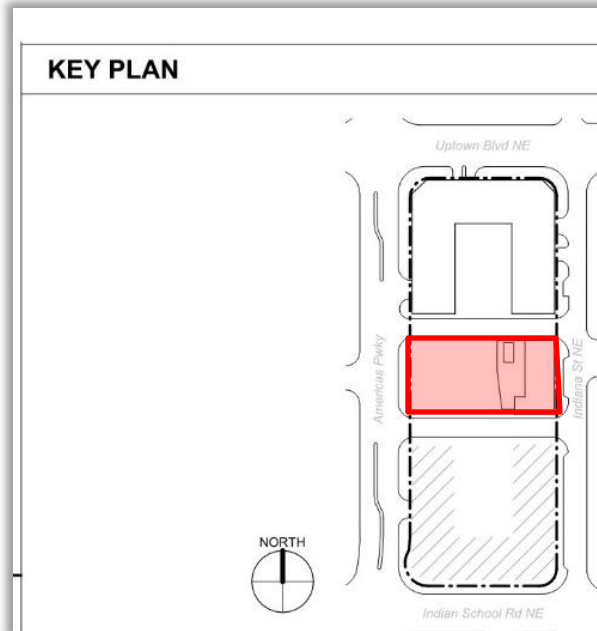 KEY PLAN
Uptown Blvd NE
Americas Pwky
Indiana St NE
NORTH
Indian School Rd NE